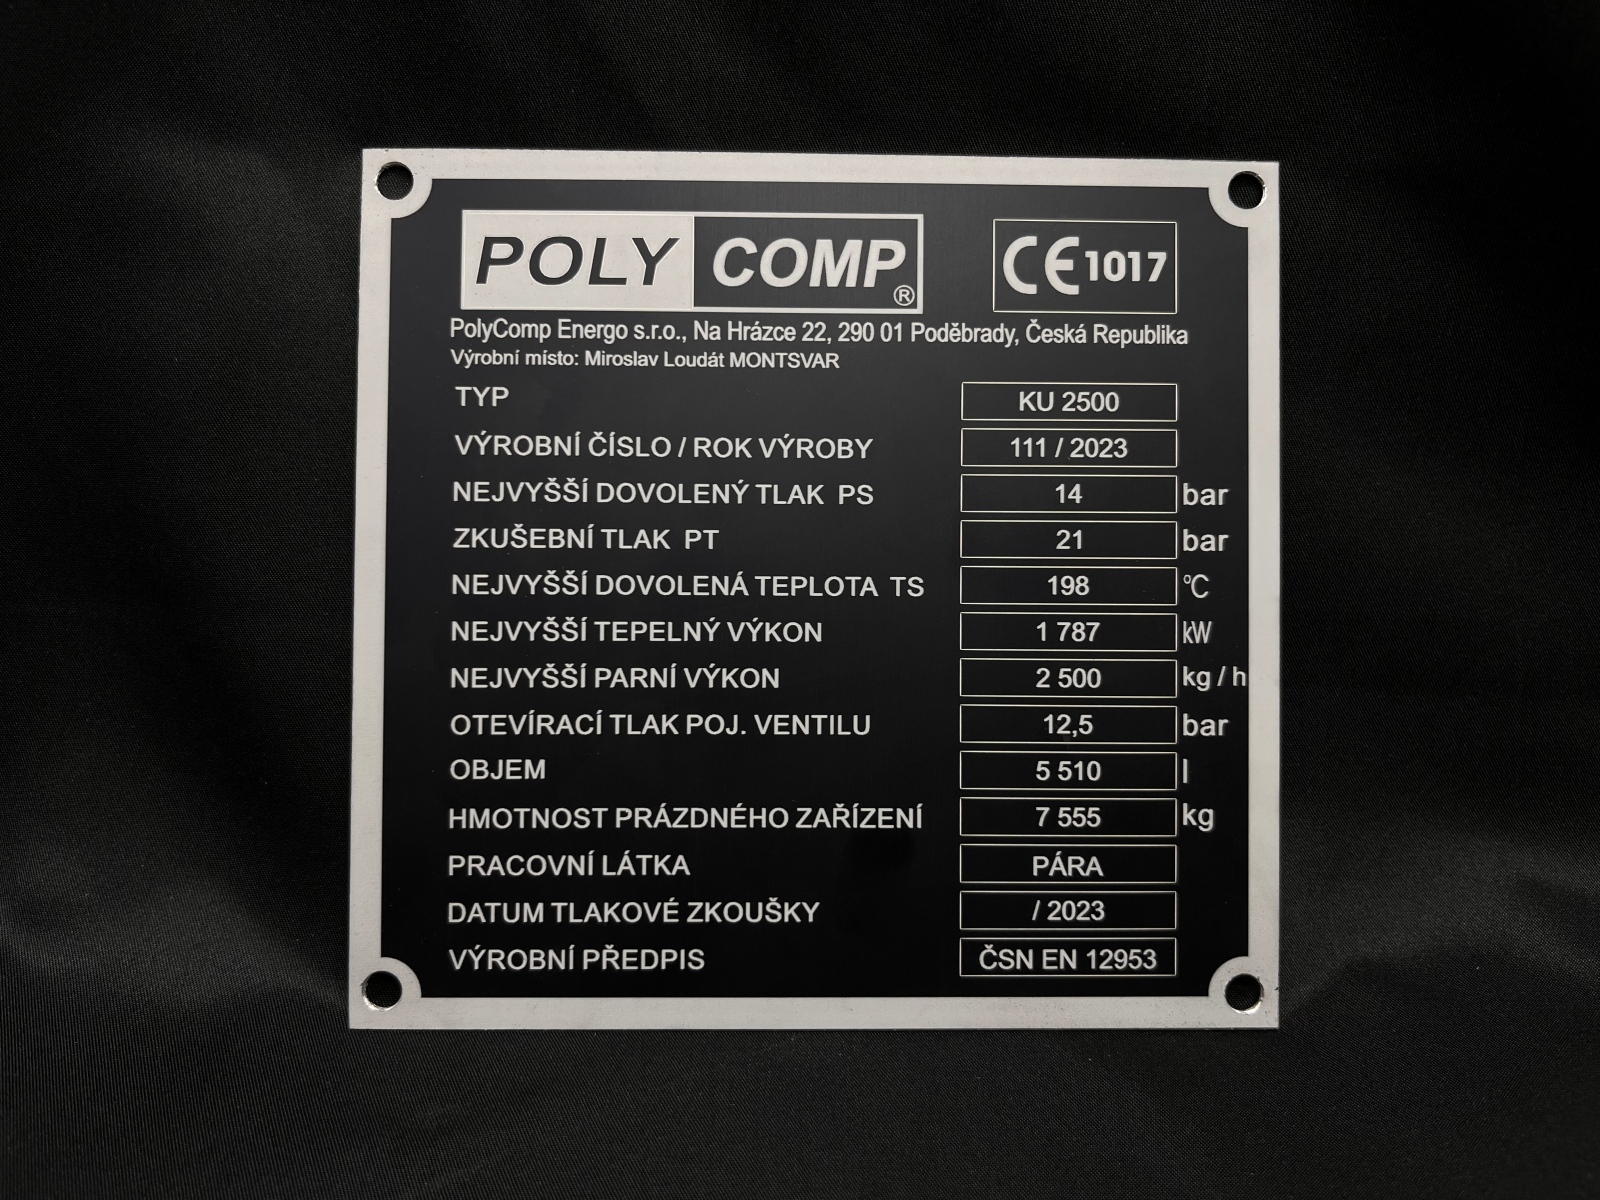 POLY COMP ®
CE 1017
PolyComp Energo s.r.o., Na Hrázce 22, 290 01 Poděbrady, Česká Republika
Výrobní místo: Miroslav Loudát MONTSVAR
TYP KU 2500
VÝROBNÍ ČÍSLO / ROK VÝROBY 111 / 2023
NEJVYŠŠÍ DOVOLENÝ TLAK PS 14 bar
ZKUŠEBNÍ TLAK PT 21 bar
NEJVYŠŠÍ DOVOLENÁ TEPLOTA TS 198 °C
NEJVYŠŠÍ TEPELNÝ VÝKON 1 787 kW
NEJVYŠŠÍ PARNÍ VÝKON 2 500 kg / h
OTEVÍRACÍ TLAK POJ. VENTILU 12,5 bar
OBJEM 5 510 l
HMOTNOST PRÁZDNÉHO ZAŘÍZENÍ 7 555 kg
PRACOVNÍ LÁTKA PÁRA
DATUM TLAKOVÉ ZKOUŠKY / 2023
VÝROBNÍ PŘEDPIS ČSN EN 12953